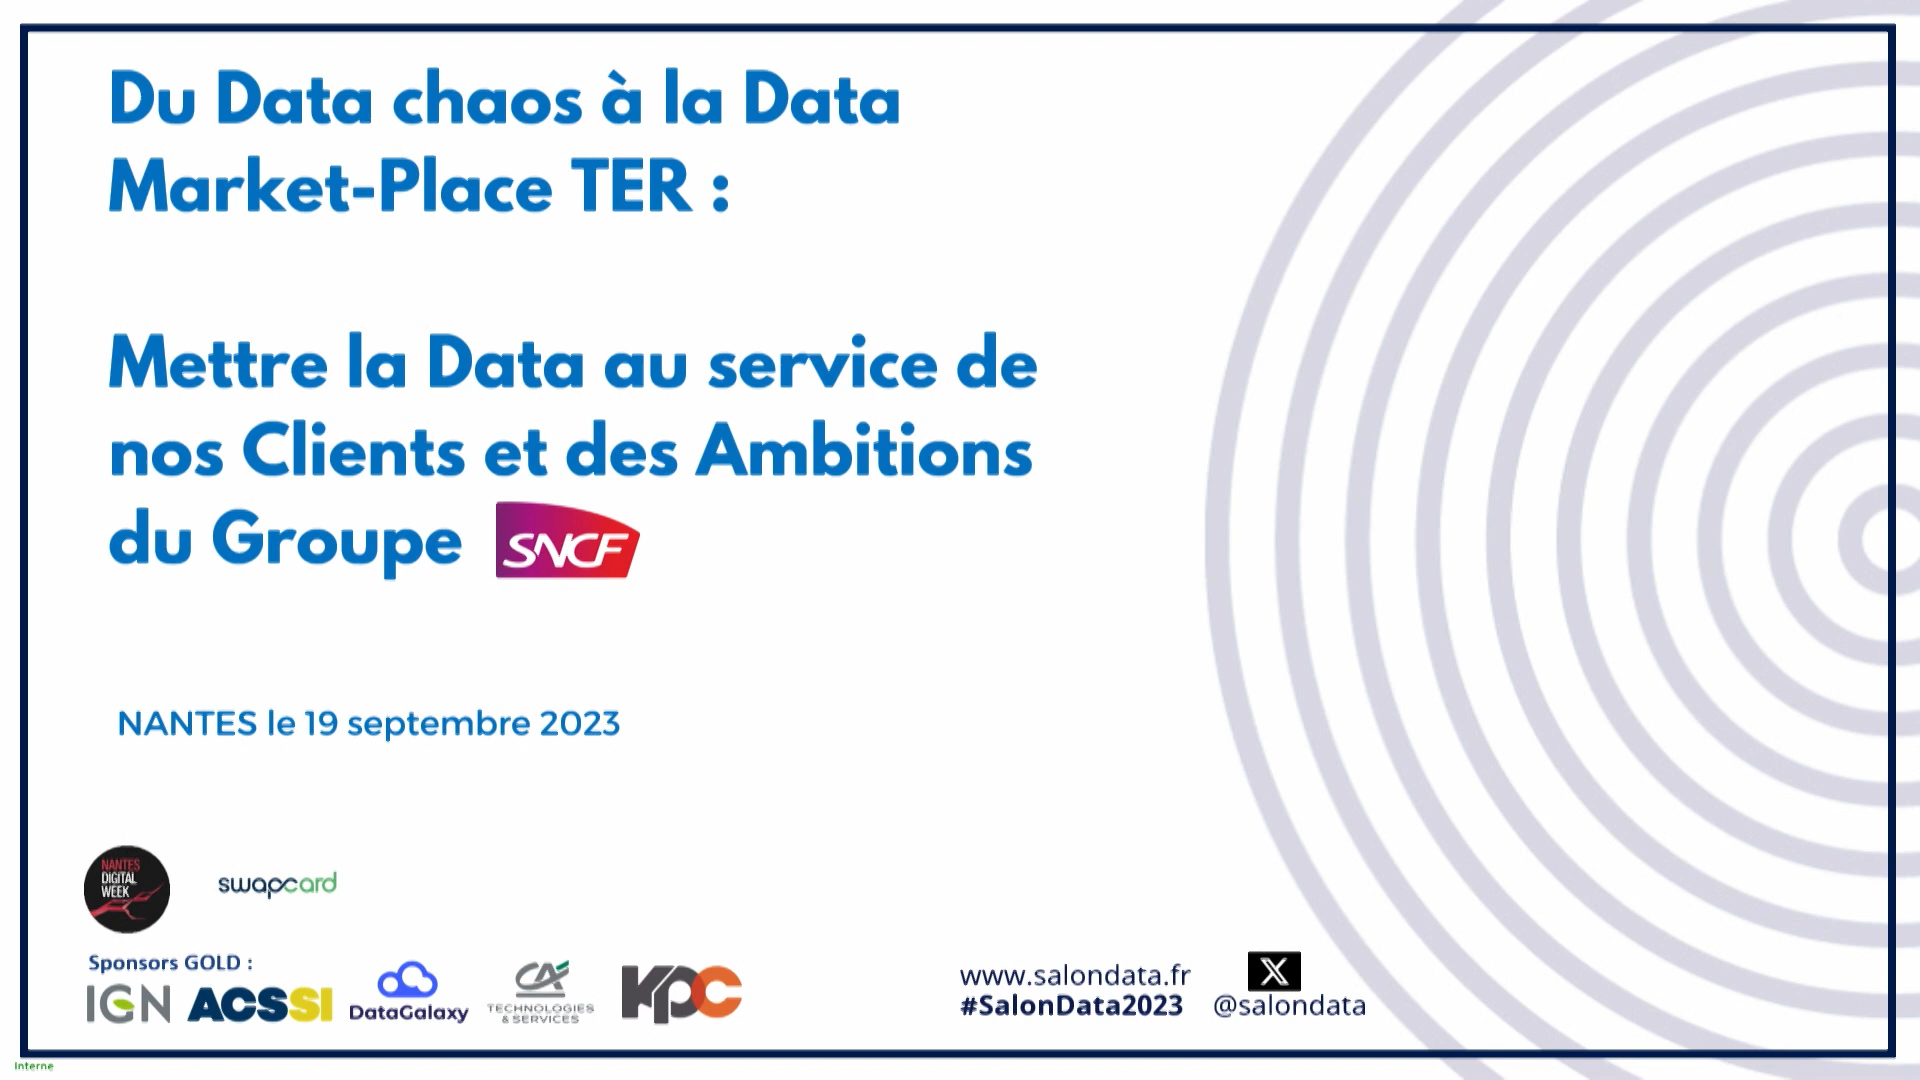 Du Data chaos à la Data
Market-Place TER :
Mettre la Data au service de
nos Clients et des Ambitions
du Groupe SNCF
NANTES le 19 septembre 2023
NANTES
DIGITAL
WEEK
swapcard
Sponsors GOLD :
IGN
ACSSI
DataGalaxy
CA
TECHNOLOGIES
& SERVICES
KPC
www.salondata.fr
#SalonData2023
X
@salondata
Interne